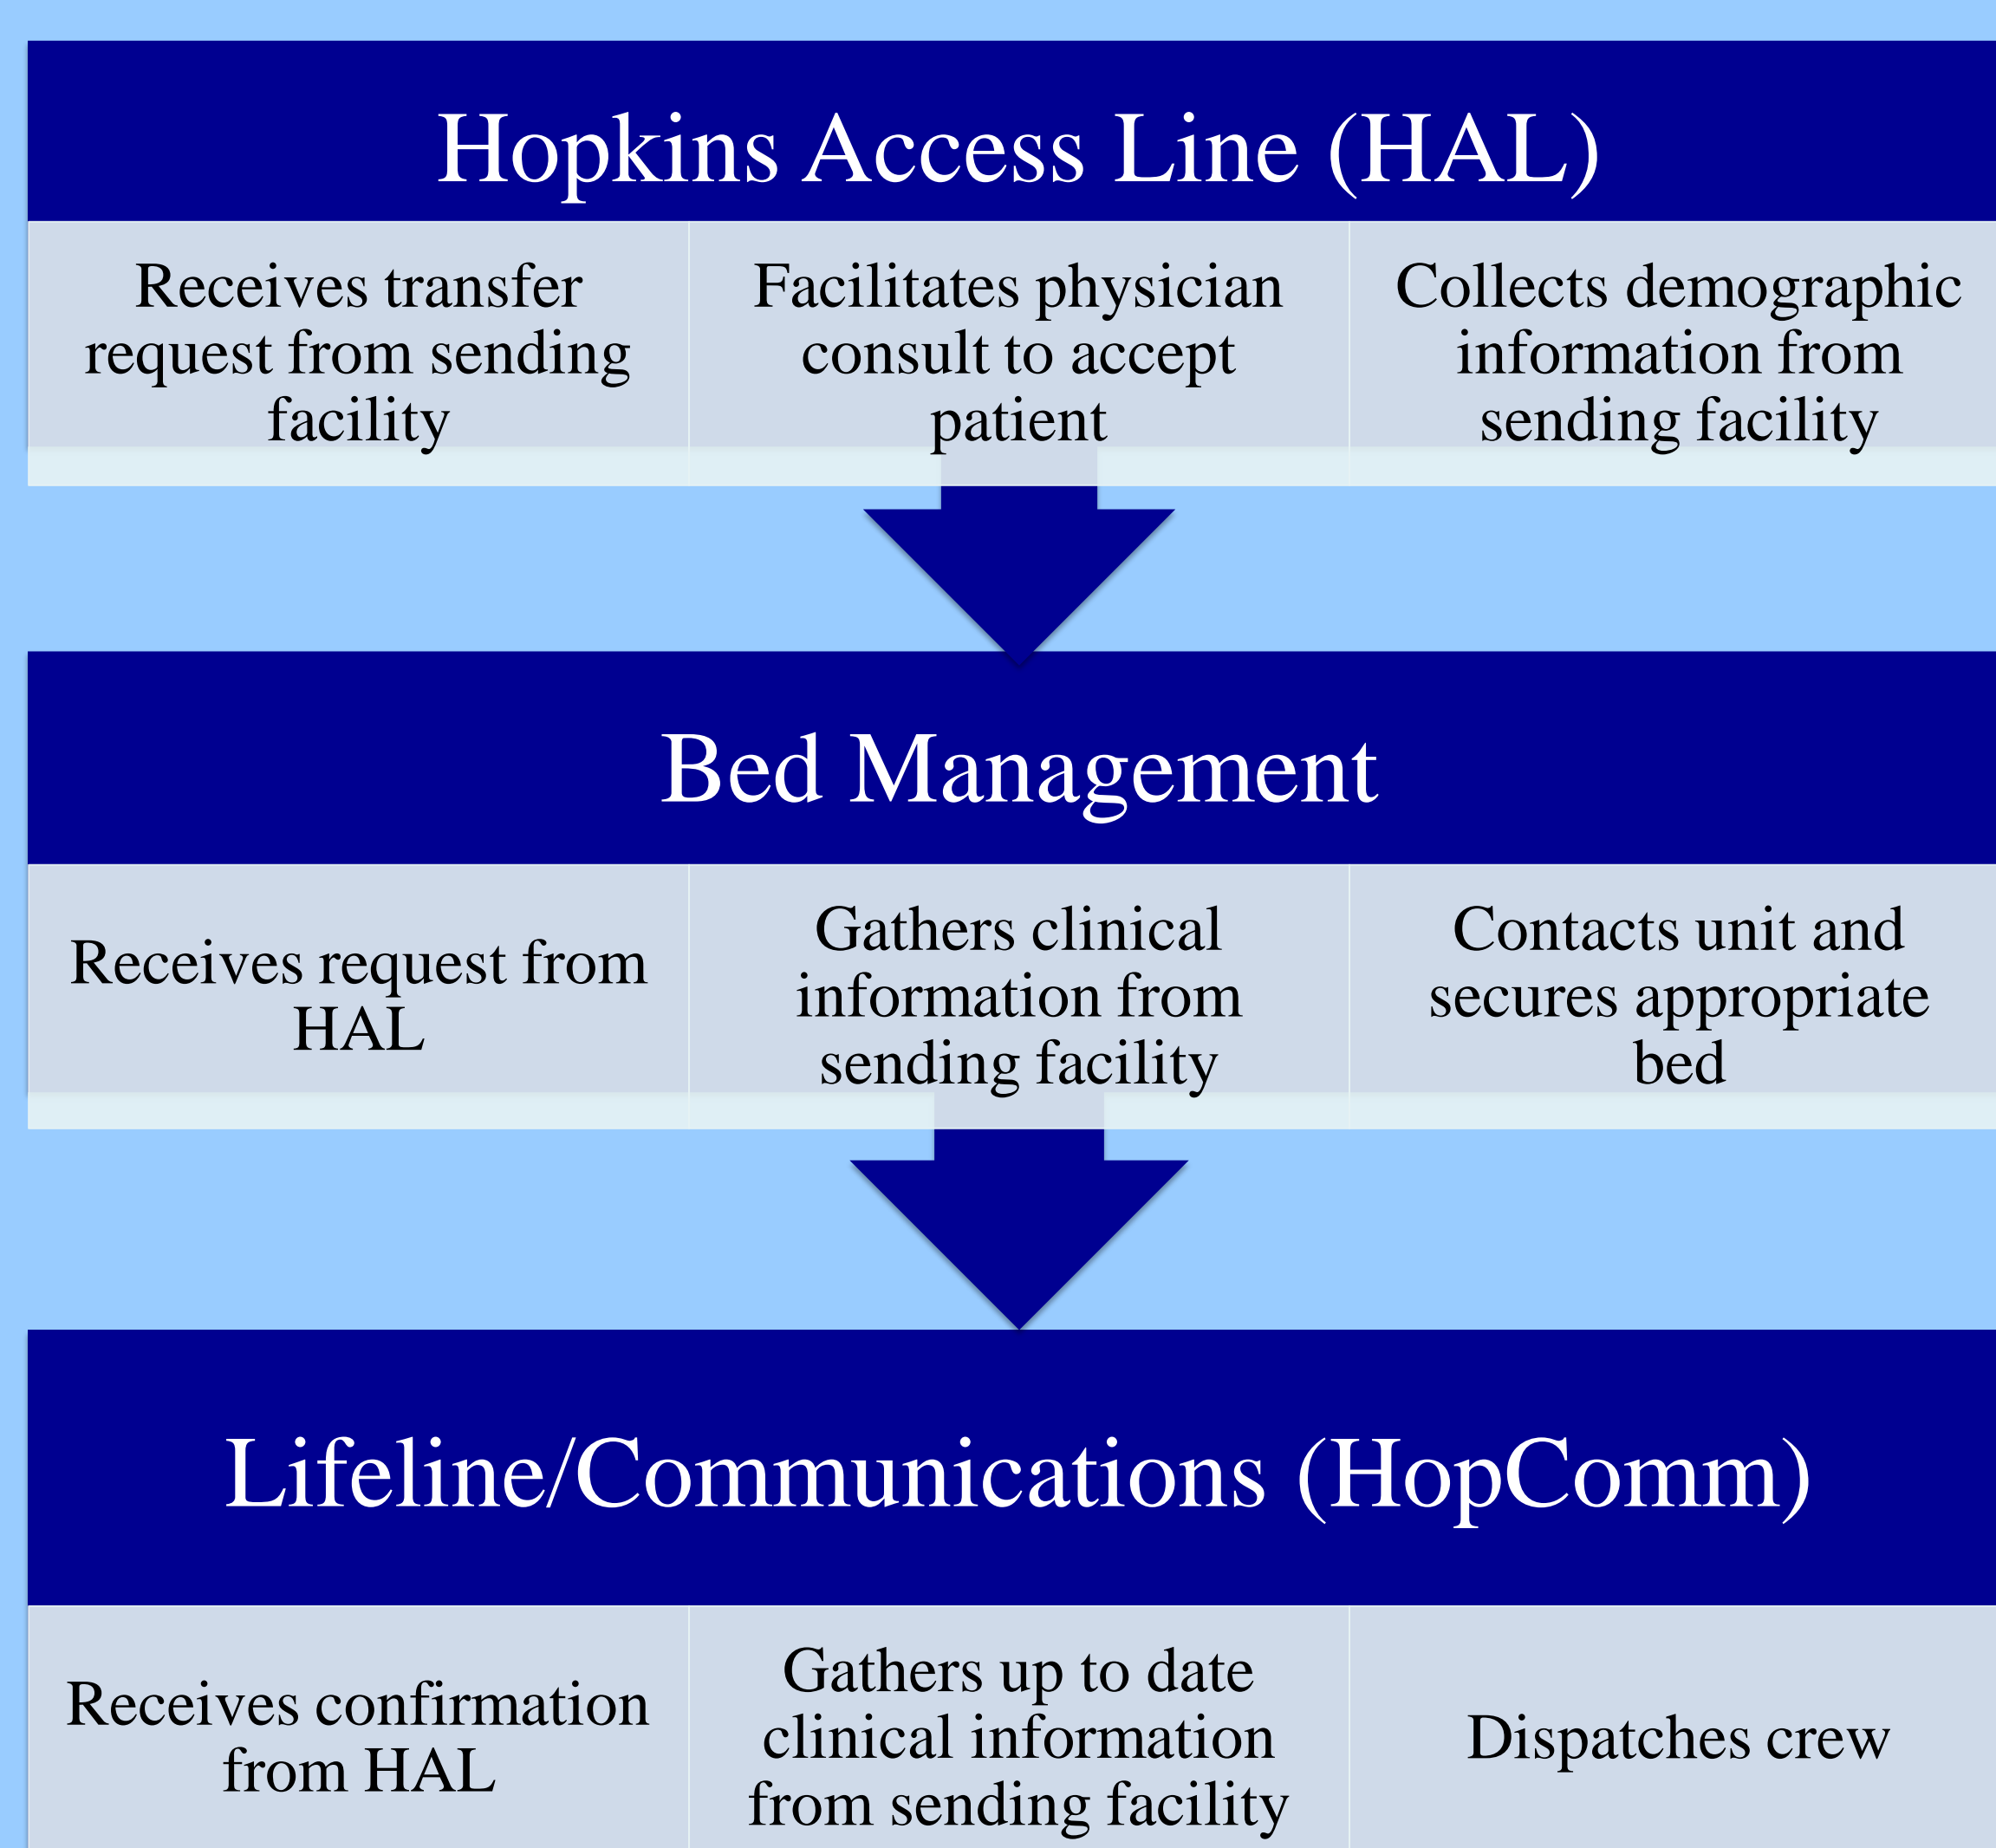 Hopkins Access Line (HAL)
Receives transfer
request from sending
facility
Facilitates physician
consult to accept
patient
Collects demographic
information from
sending facility
Bed Management
Receives request from
HAL
Gathers clinical
information from
sending facility
Contacts unit and
secures appropriate
bed
Lifeline/Communications (HopComm)
Receives confirmation
from HAL
Gathers up to date
clinical information
from sending facility
Dispatches crew